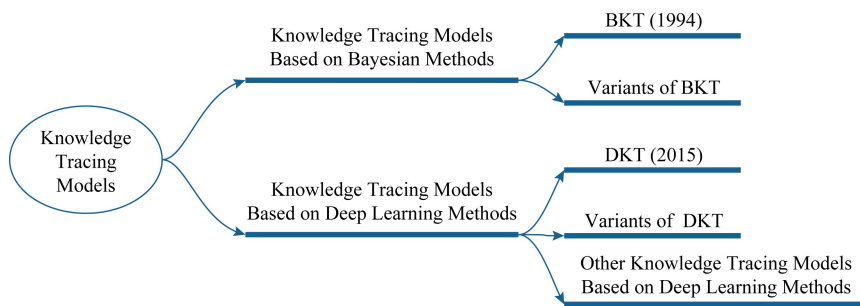 Knowledge
Tracing
Models
Knowledge Tracing Models
Based on Bayesian Methods
BKT (1994)
Variants of BKT
Knowledge Tracing Models
Based on Deep Learning Methods
DKT (2015)
Variants of DKT
Other Knowledge Tracing Models
Based on Deep Learning Methods